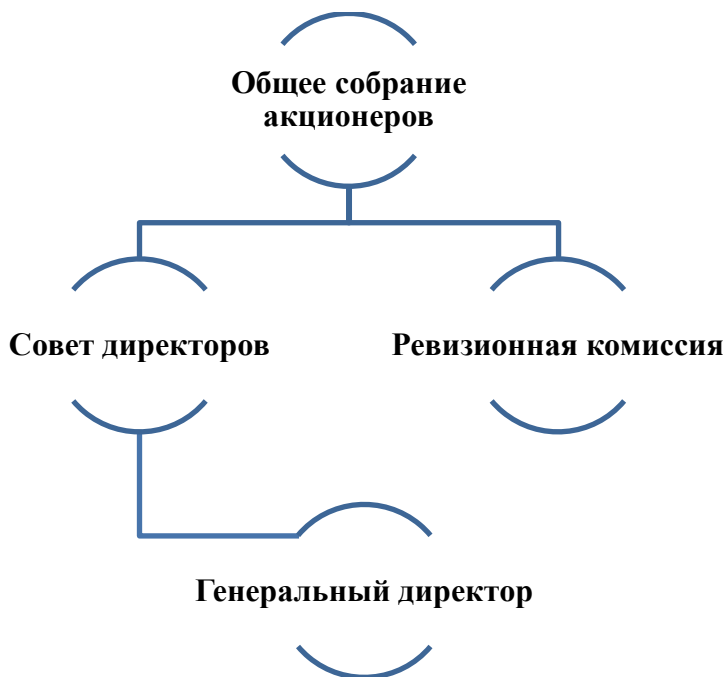 Общее собрание
акционеров
Совет директоров
Ревизионная комиссия
Генеральный директор